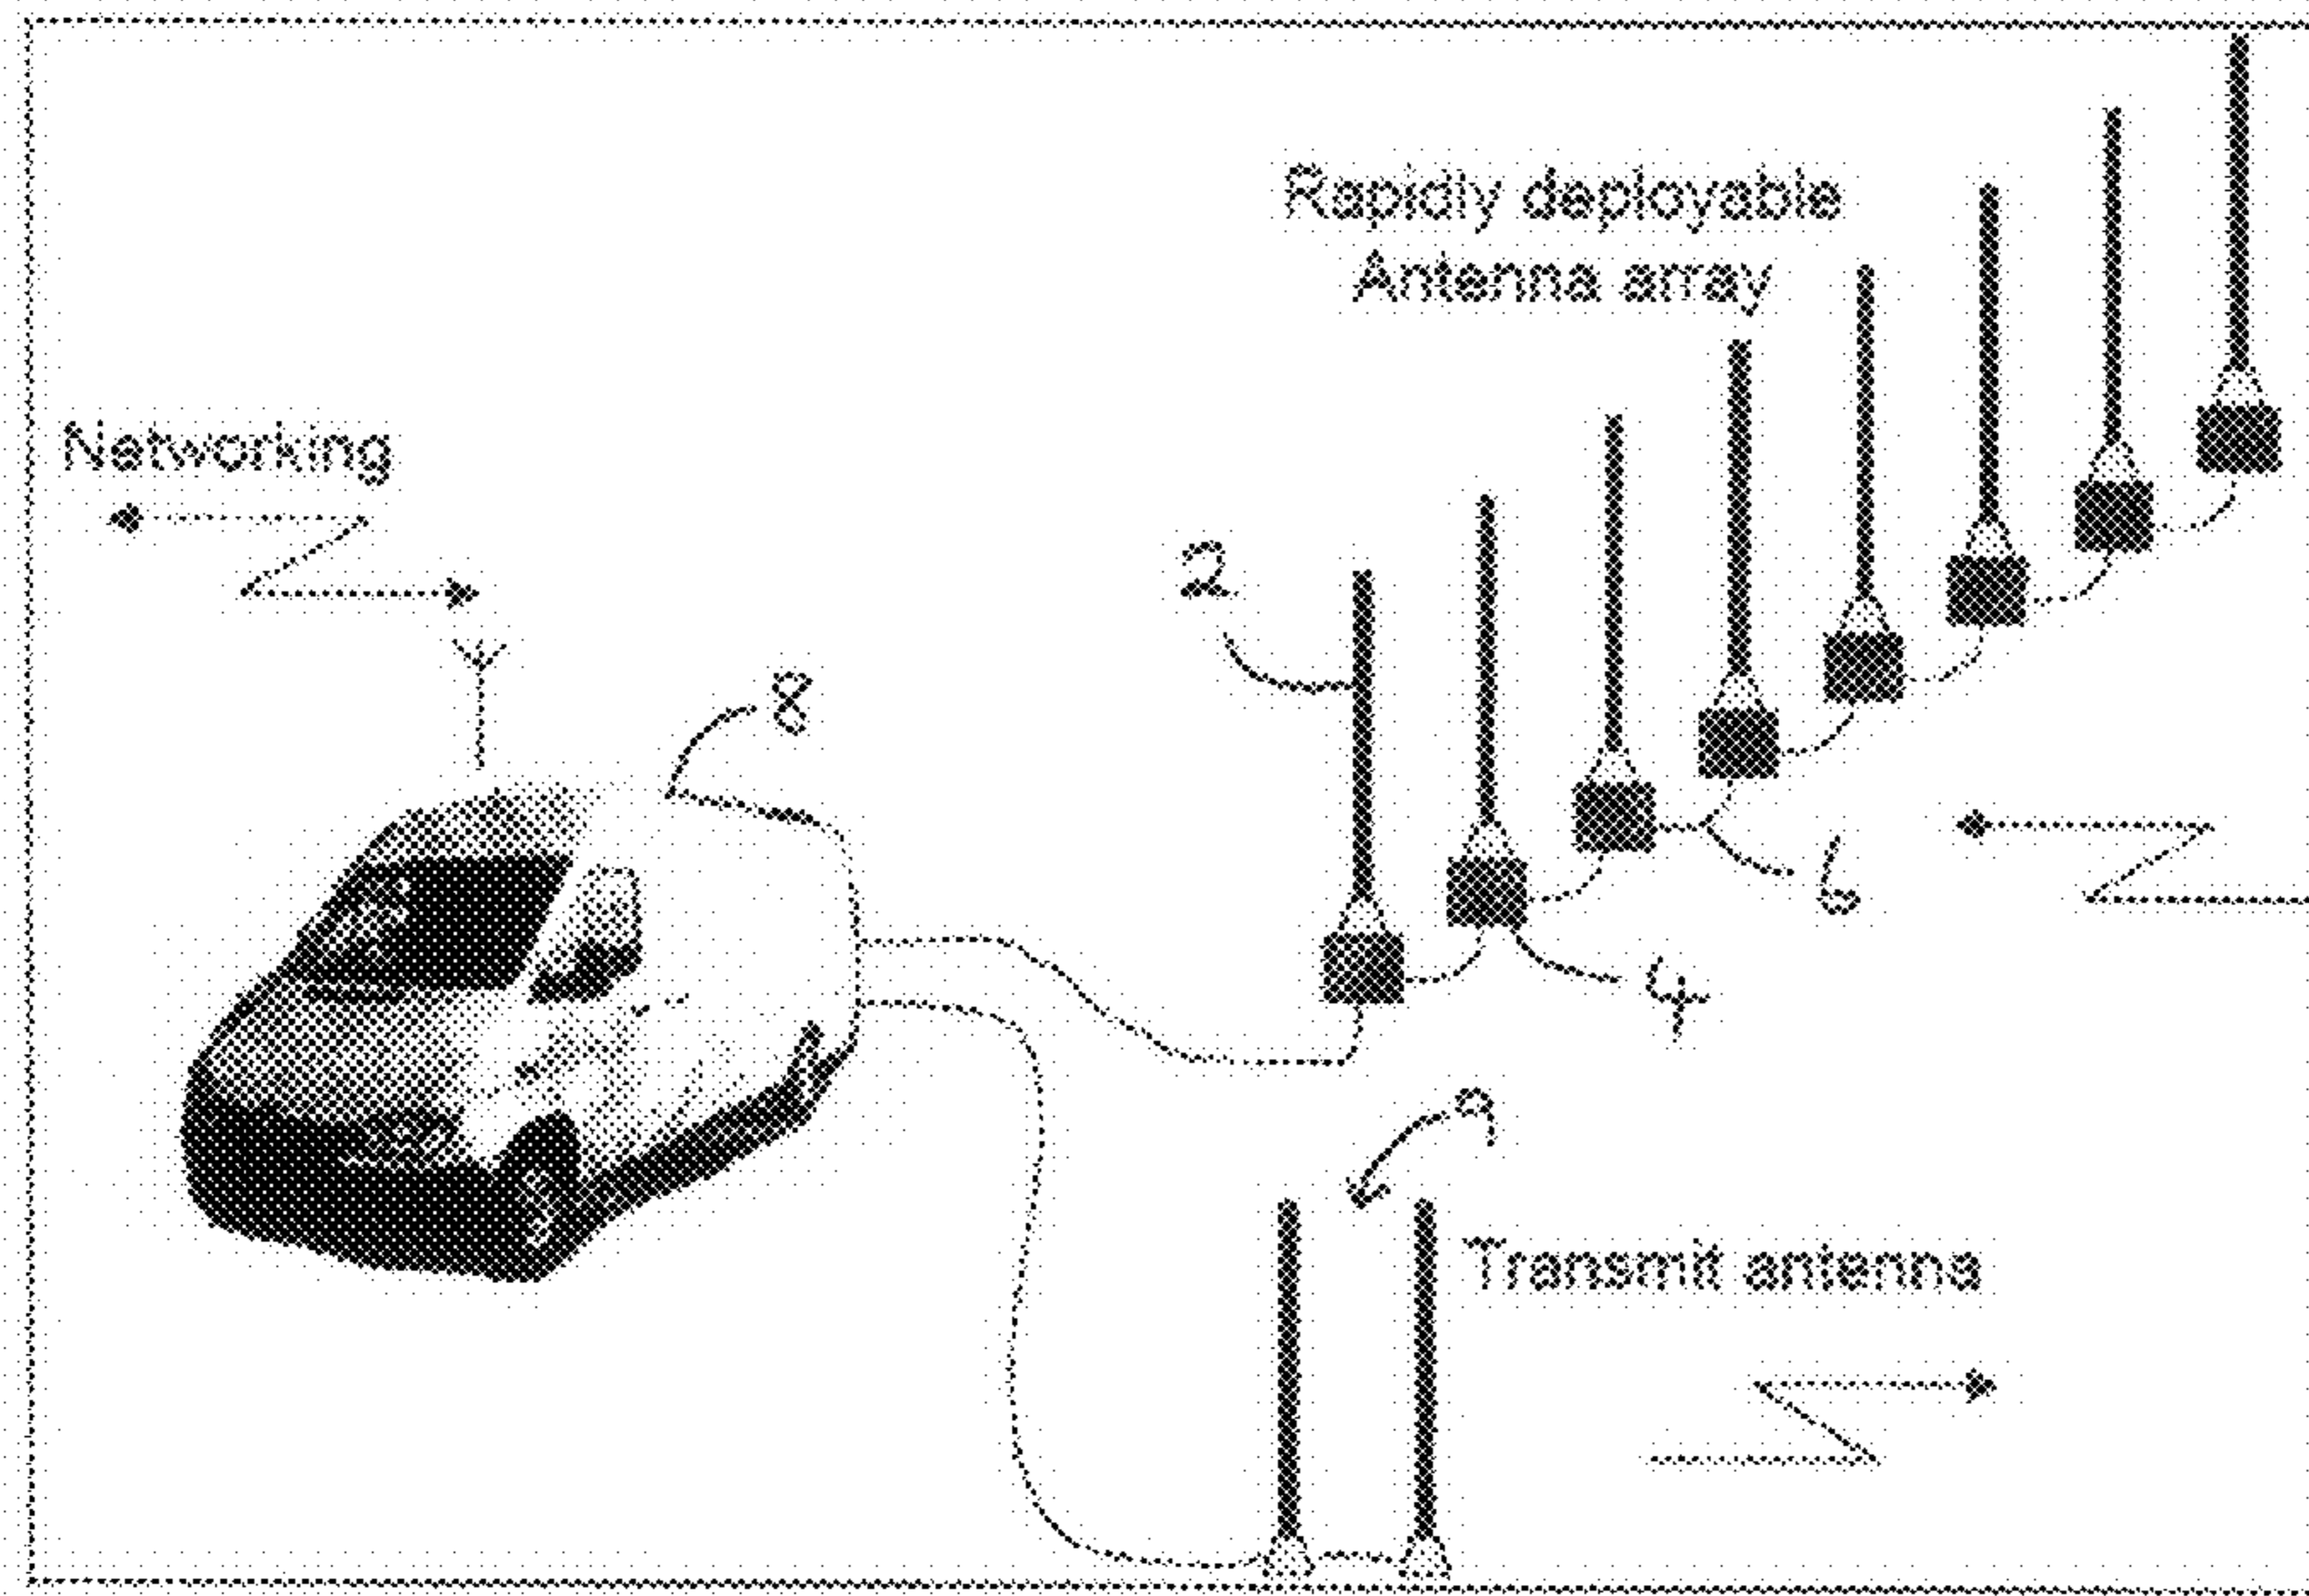 Rapidly deployable
Antenna array
Networking
2
8
6
4
9
Transmit antenna